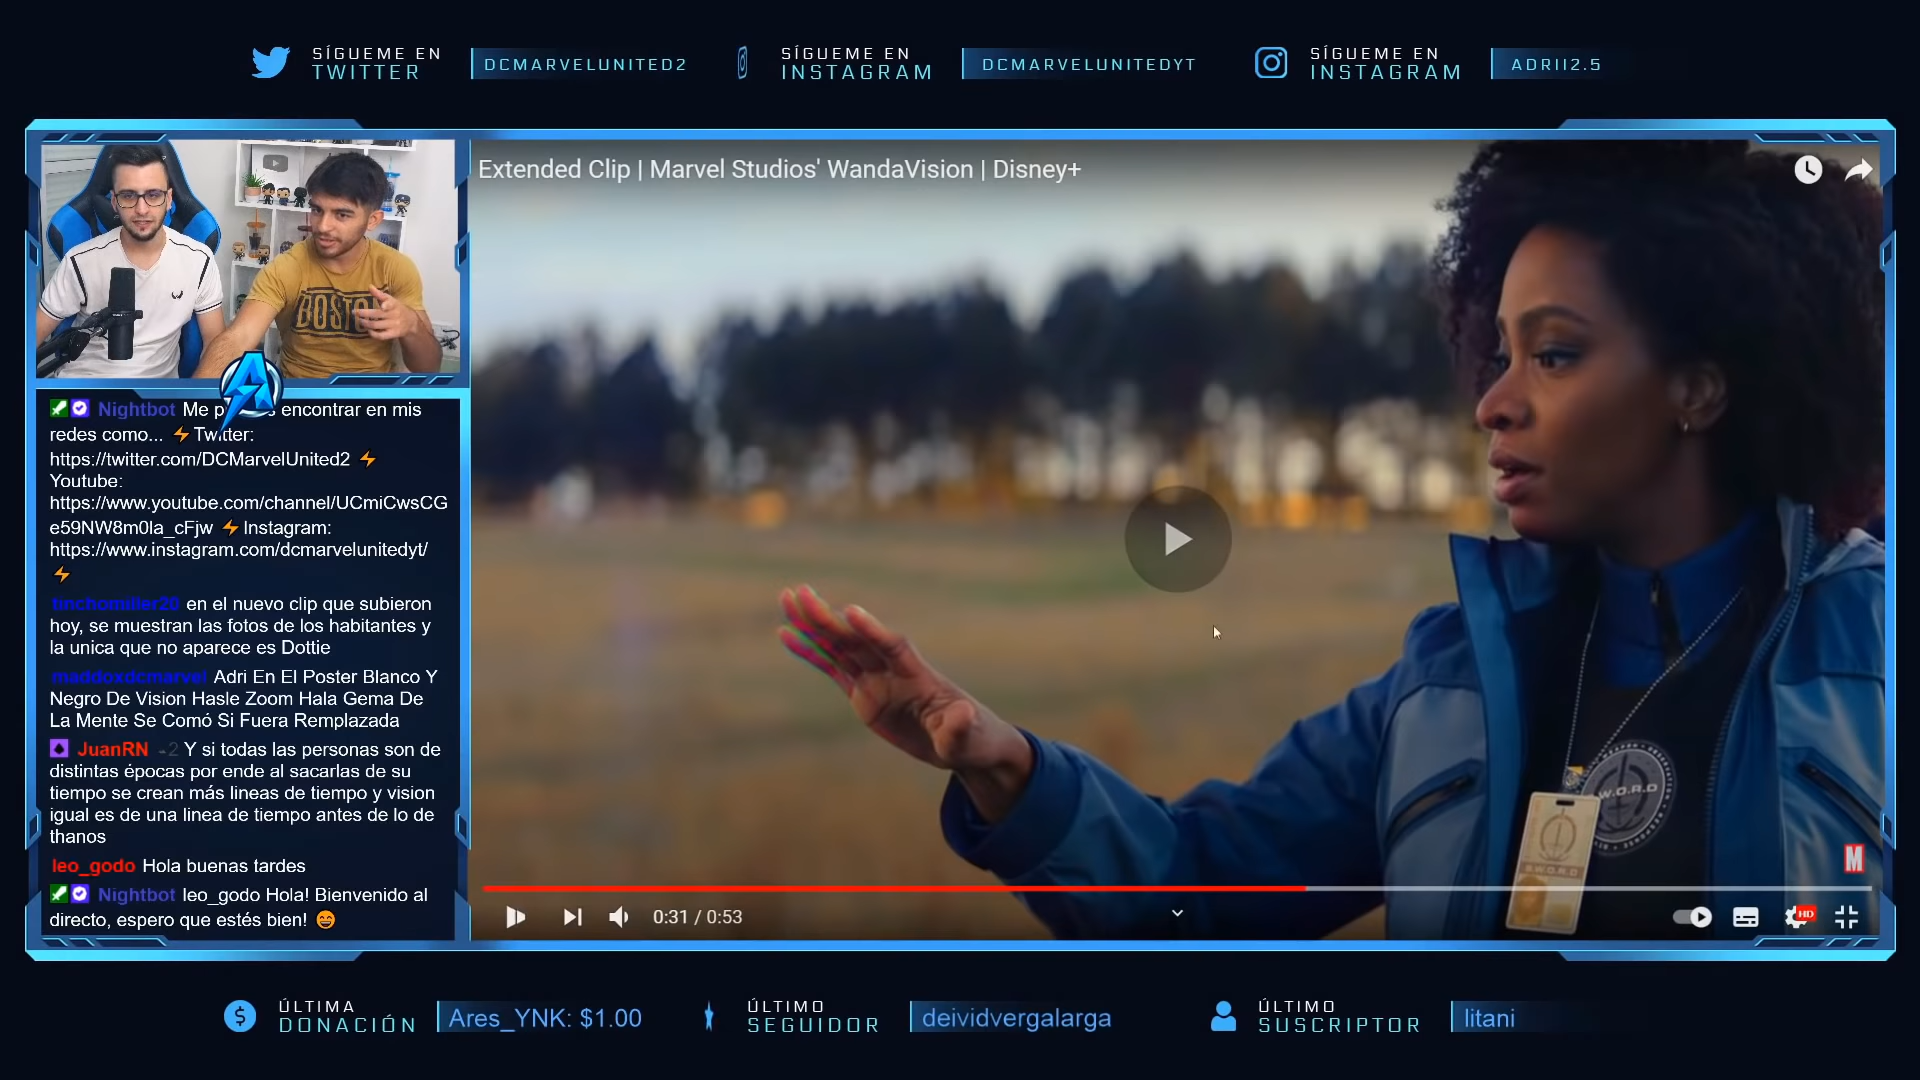 SÍGUEME EN
TWITTER
DCMARVELUNITED2
SÍGUEME EN
INSTAGRAM
DCMARVELUNITEDYT
SÍGUEME EN
INSTAGRAM
ADRII2.5
Extended Clip | Marvel Studios' WandaVision | Disney+
BOSTON
Nightbot Me p s encontrar en mis
redes como... Twitter:
https://twitter.com/DCMarvelUnited2
Youtube:
https://www.youtube.com/channel/UCmiCwsCG
e59NW8m0la_cFjw Instagram:
https://www.instagram.com/dcmarvelunitedyt/
tinchomiller20 en el nuevo clip que subieron
hoy, se muestran las fotos de los habitantes y
la unica que no aparece es Dottie
maddoxdcmarvel Adri En El Poster Blanco Y
Negro De Vision Hasle Zoom Hala Gema De
La Mente Se Comó Si Fuera Remplazada
JuanRN -2 Y si todas las personas son de
distintas épocas por ende al sacarlas de su
tiempo se crean más lineas de tiempo y vision
igual es de una linea de tiempo antes de lo de
thanos
leo_godo Hola buenas tardes
Nightbot leo_godo Hola! Bienvenido al
directo, espero que estés bien!
S.W.O.R.D
S.W.O.R.D
M
0:31 / 0:53
HD
ÚLTIMA
DONACIÓN
Ares_YNK: $1.00
ÚLTIMO
SEGUIDOR
deividvergalarga
ÚLTIMO
SUSCRIPTOR
litani